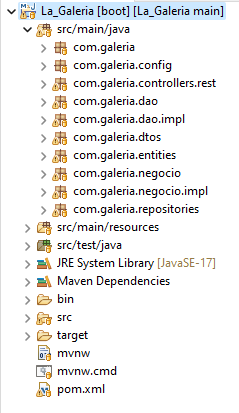 La_Galeria [boot] [La_Galeria main]
src/main/java
com.galeria
com.galeria.config
com.galeria.controllers.rest
com.galeria.dao
com.galeria.dao.impl
com.galeria.dtos
com.galeria.entities
com.galeria.negocio
com.galeria.negocio.impl
com.galeria.repositories
src/main/resources
src/test/java
JRE System Library [JavaSE-17]
Maven Dependencies
bin
src
target
mvnw
mvnw.cmd
pom.xml